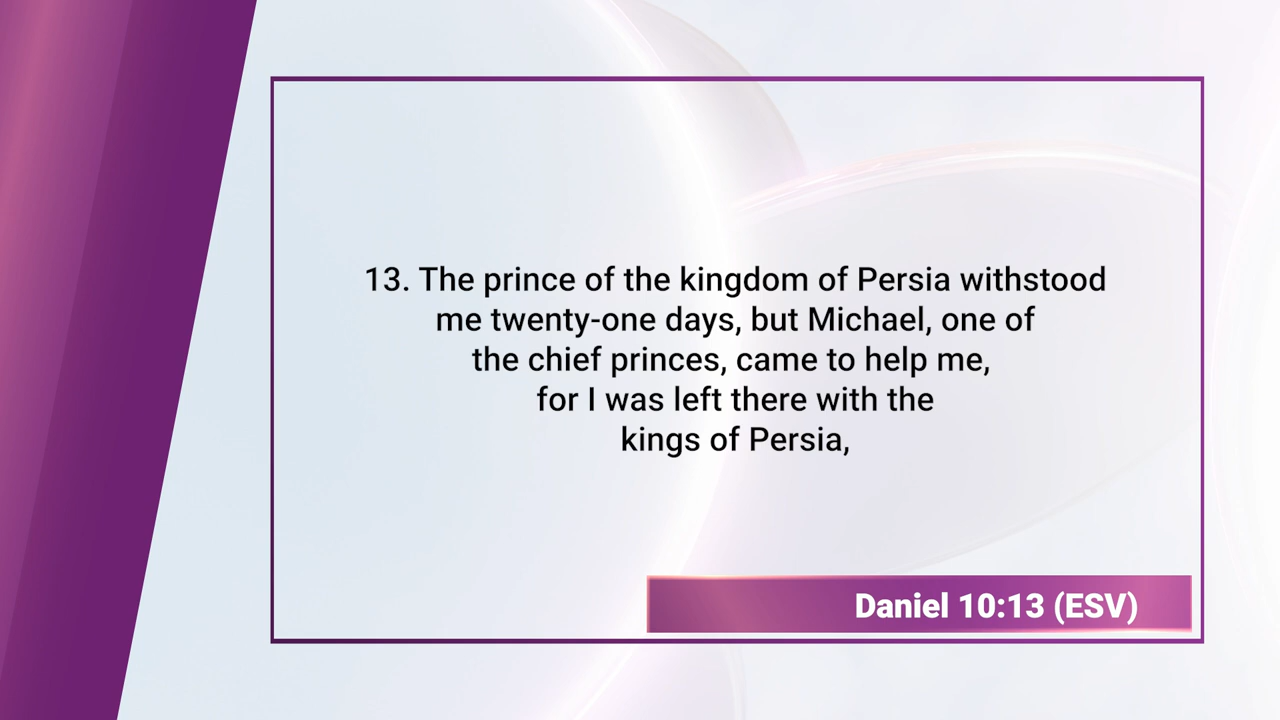 13. The prince of the kingdom of Persia withstood
me twenty-one days, but Michael, one of
the chief princes, came to help me,
for I was left there with the
kings of Persia,
Daniel 10:13 (ESV)